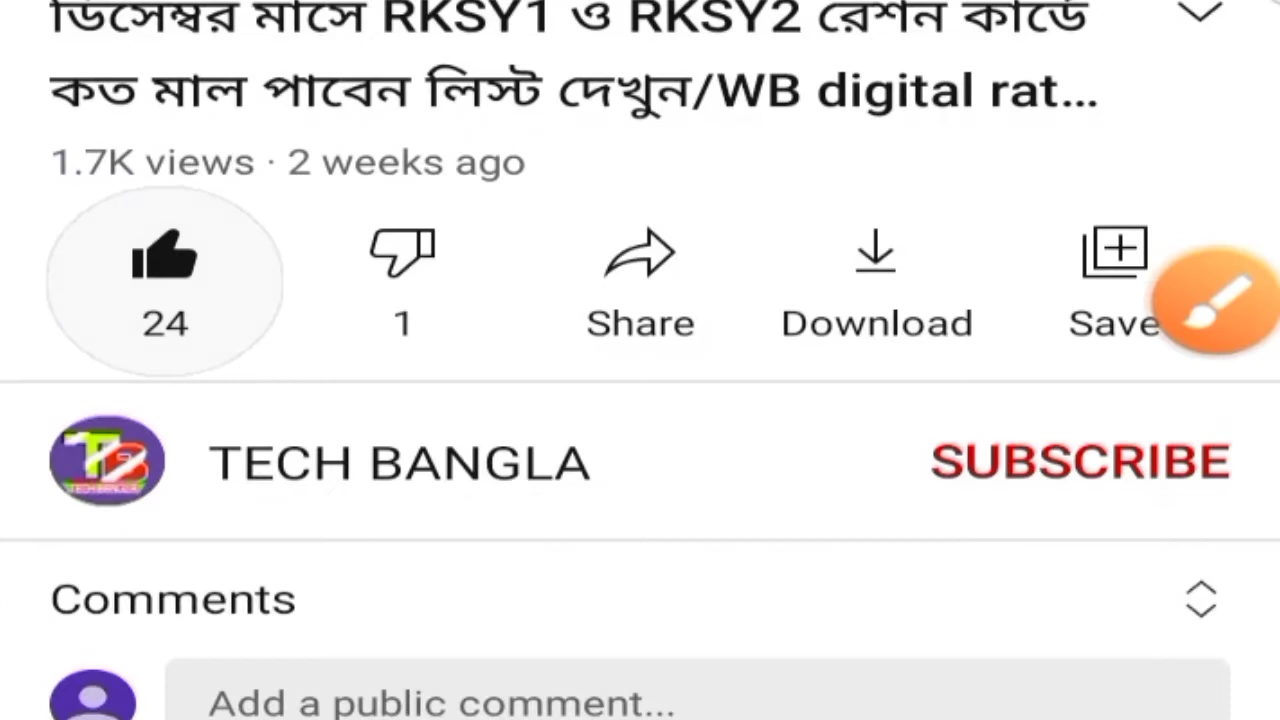 ডিসেম্বর মাসে RKSY1 ও RKSY2 রেশন কার্ডে
কত মাল পাবেন লিস্ট দেখুন/WB digital rat...
1.7K views · 2 weeks ago
24
1
Share
Download
Save
TB
TECH BANGLA
SUBSCRIBE
Comments
Add a public comment...